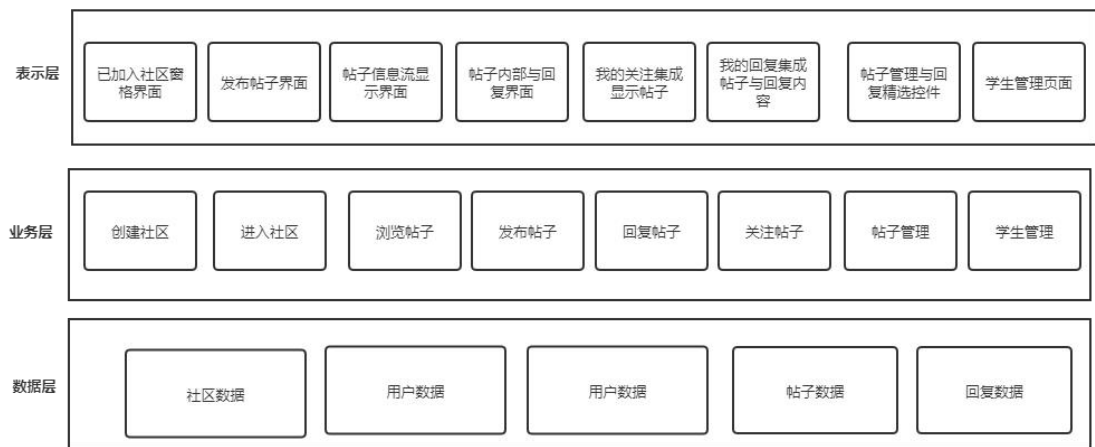 表示层
已加入社区窗
格界面
发布帖子界面
帖子信息流显
示界面
帖子内部与回
复界面
我的关注集成
显示帖子
我的回复集成
帖子与回复内
容
帖子管理与回
复精选控件
学生管理页面
业务层
创建社区
进入社区
浏览帖子
发布帖子
回复帖子
关注帖子
帖子管理
学生管理
数据层
社区数据
用户数据
用户数据
帖子数据
回复数据